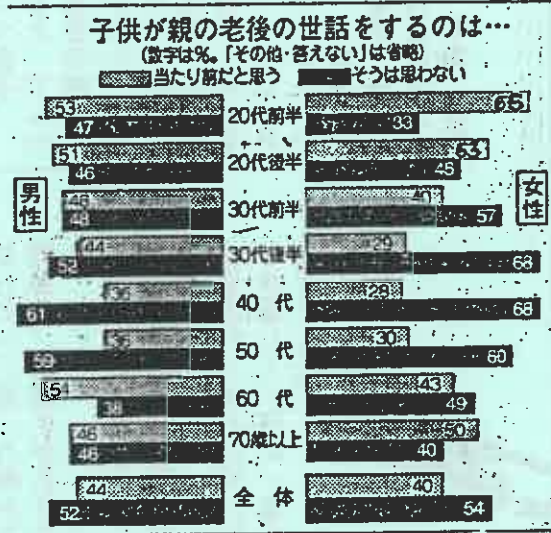 子供が親の老後の世話をするのは…
(数字は%。「その他・答えない」は省略)
当たり前だと思う そうは思わない
男性
女性
53 20代前半
47 33
51 20代後半 53
46 46
30代前半 40
48 57
44 30代後半 29
52 68
36 40代 28
61 68
36 50代 30
59 60
60代 43
38 49
46 70歳以上 50
46 40
44 全体 40
52 54